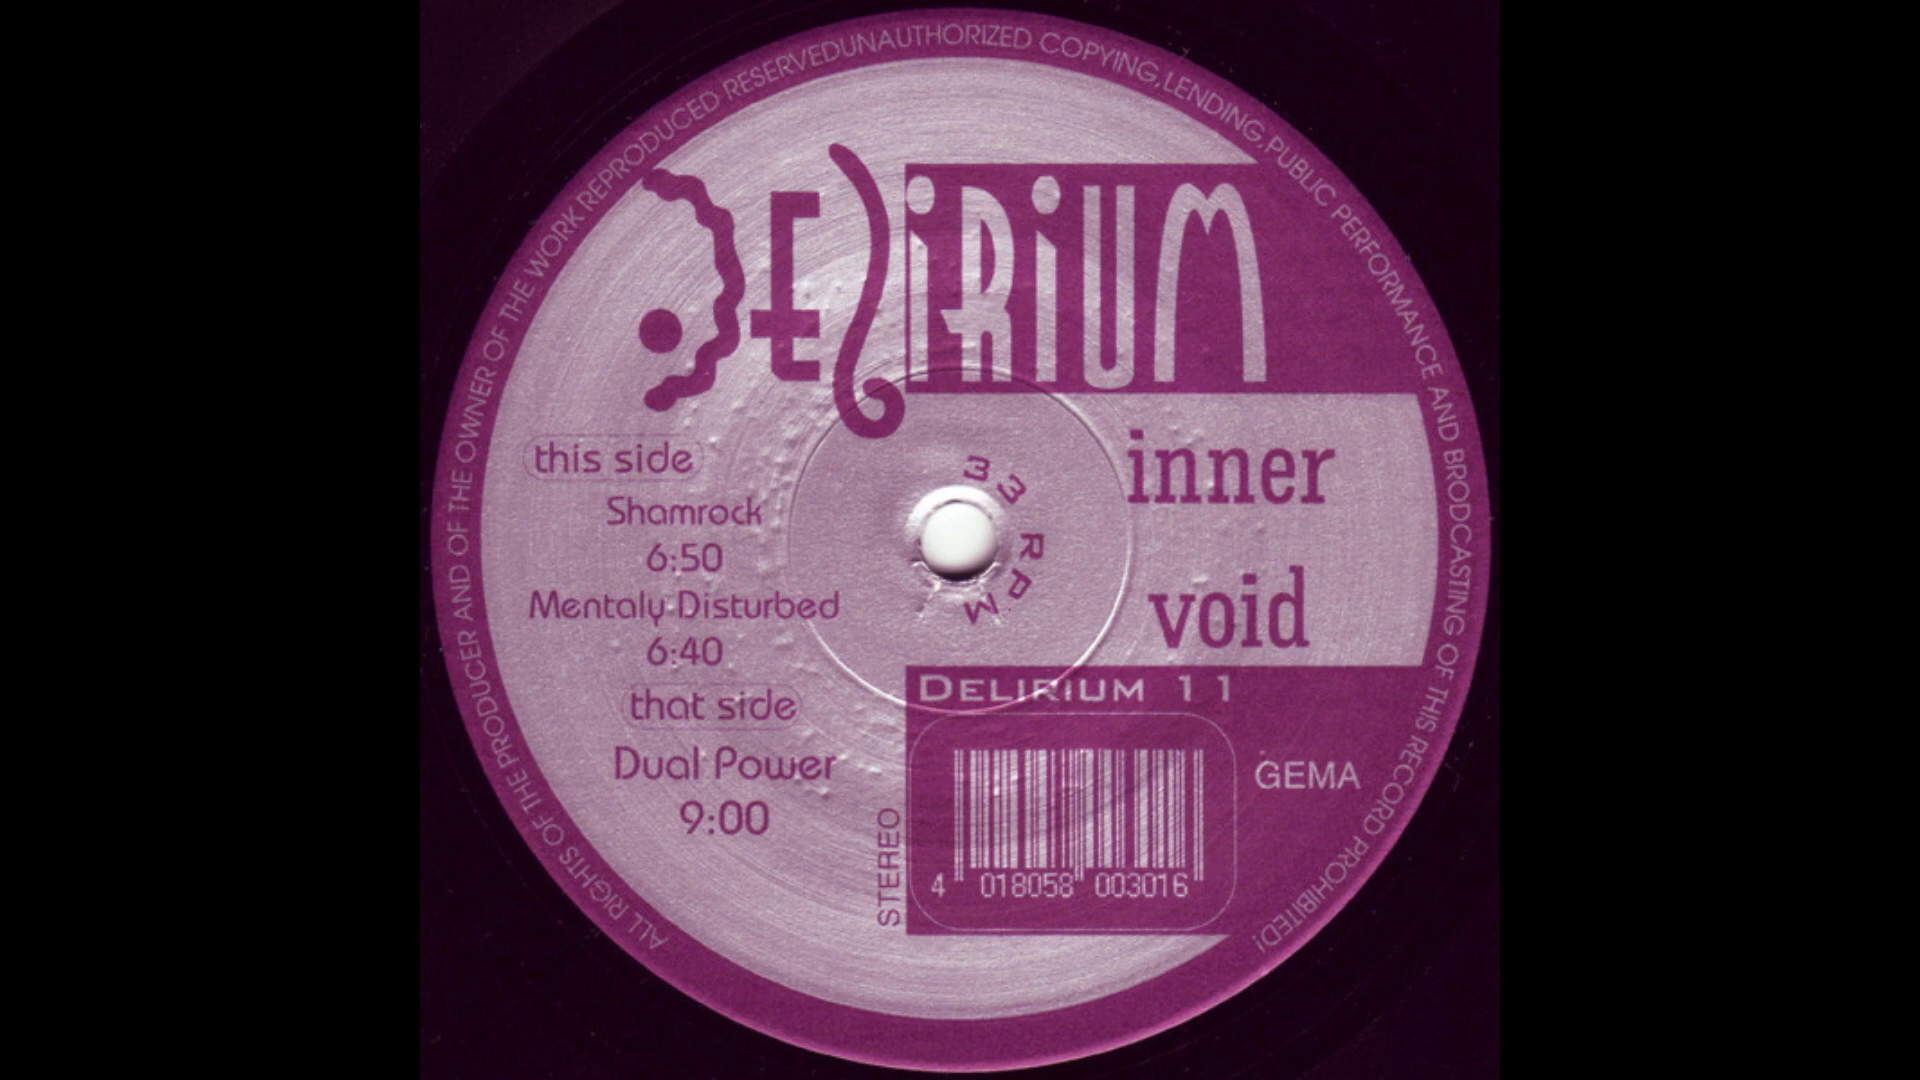 ALL RIGHTS OF THE PRODUCER AND OF THE OWNER OF THE WORK REPRODUCED RESERVEDUNAUTHORIZED COPYING, LENDING, PUBLIC PERFORMANCE AND BRODCASTING OF THIS RECORD PROHIBITED!
DELiRiUM
this side
Shamrock
6:50
Mentaly Disturbed
6:40
that side
Dual Power
9:00
33 RPM
inner
void
DELIRIUM 11
STEREO
4 018058 003016
GEMA